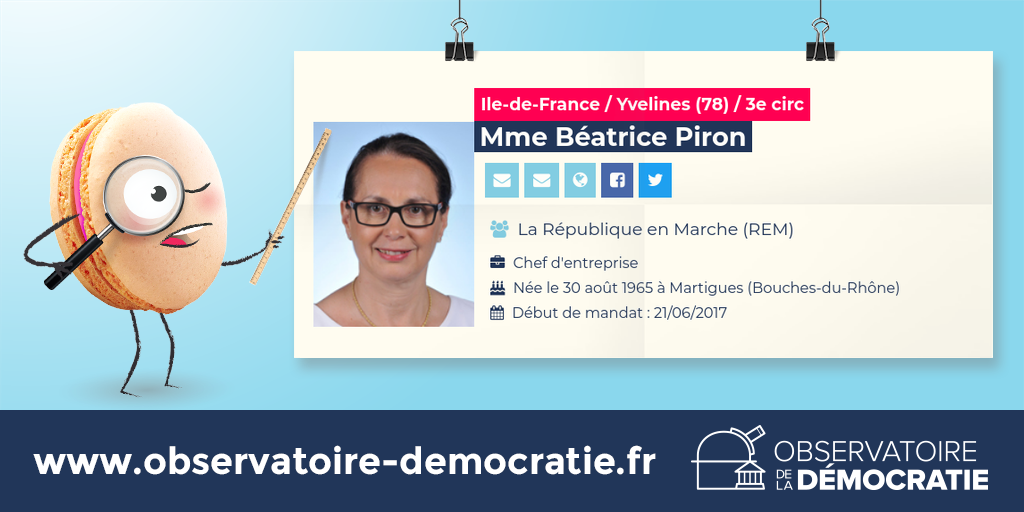 Ile-de-France / Yvelines (78) / 3e circ
Mme Béatrice Piron
La République en Marche (REM)
Chef d'entreprise
Née le 30 août 1965 à Martigues (Bouches-du-Rhône)
Début de mandat : 21/06/2017
www.observatoire-democratie.fr
OBSERVATOIRE
DE LA DÉMOCRATIE